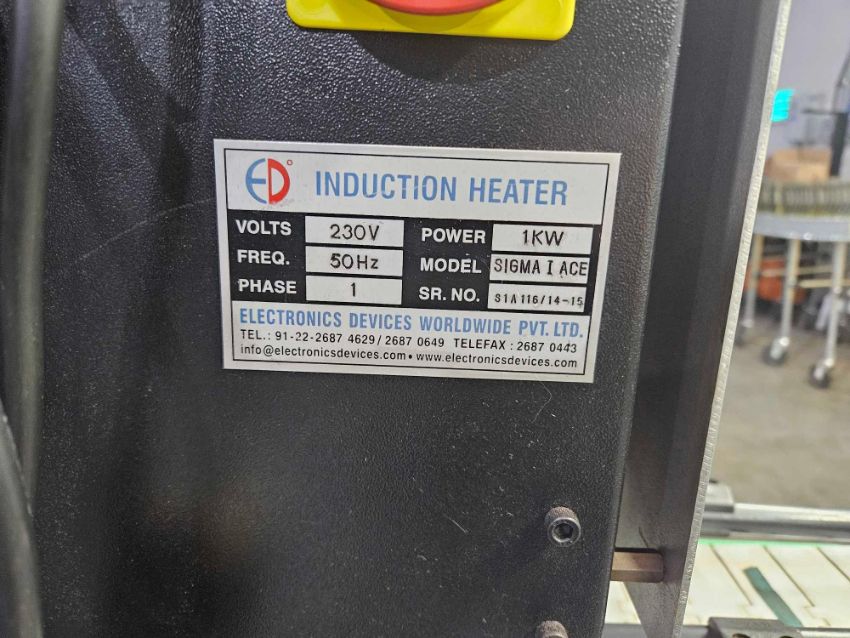 ED INDUCTION HEATER
VOLTS 230V POWER 1KW
FREQ. 50Hz MODEL SIGMA I ACE
PHASE 1 SR. NO. S1A116/14-15
ELECTRONICS DEVICES WORLDWIDE PVT. LTD.
TEL.: 91-22-2687 4629/2687 0649 TELEFAX : 2687 0443
info@electronicsdevices.com • www.electronicsdevices.com